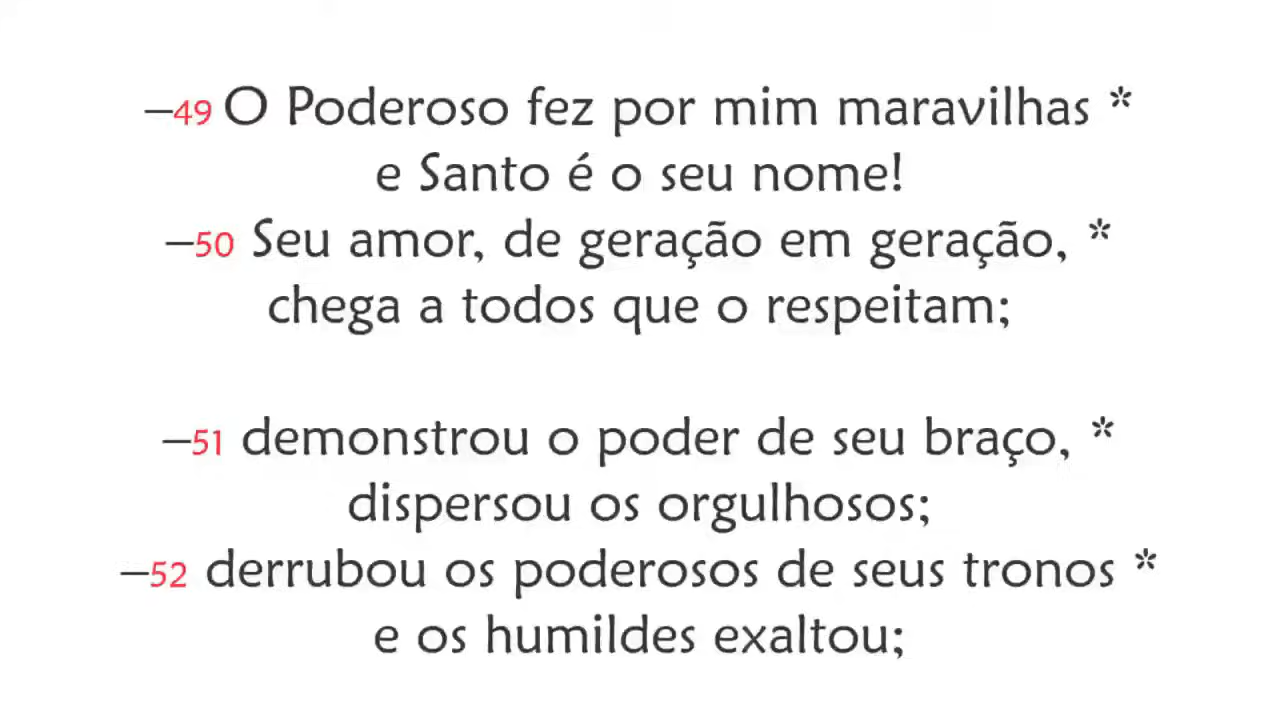 –49 O Poderoso fez por mim maravilhas *
e Santo é o seu nome!
–50 Seu amor, de geração em geração, *
chega a todos que o respeitam;
–51 demonstrou o poder de seu braço, *
dispersou os orgulhosos;
–52 derrubou os poderosos de seus tronos *
e os humildes exaltou;